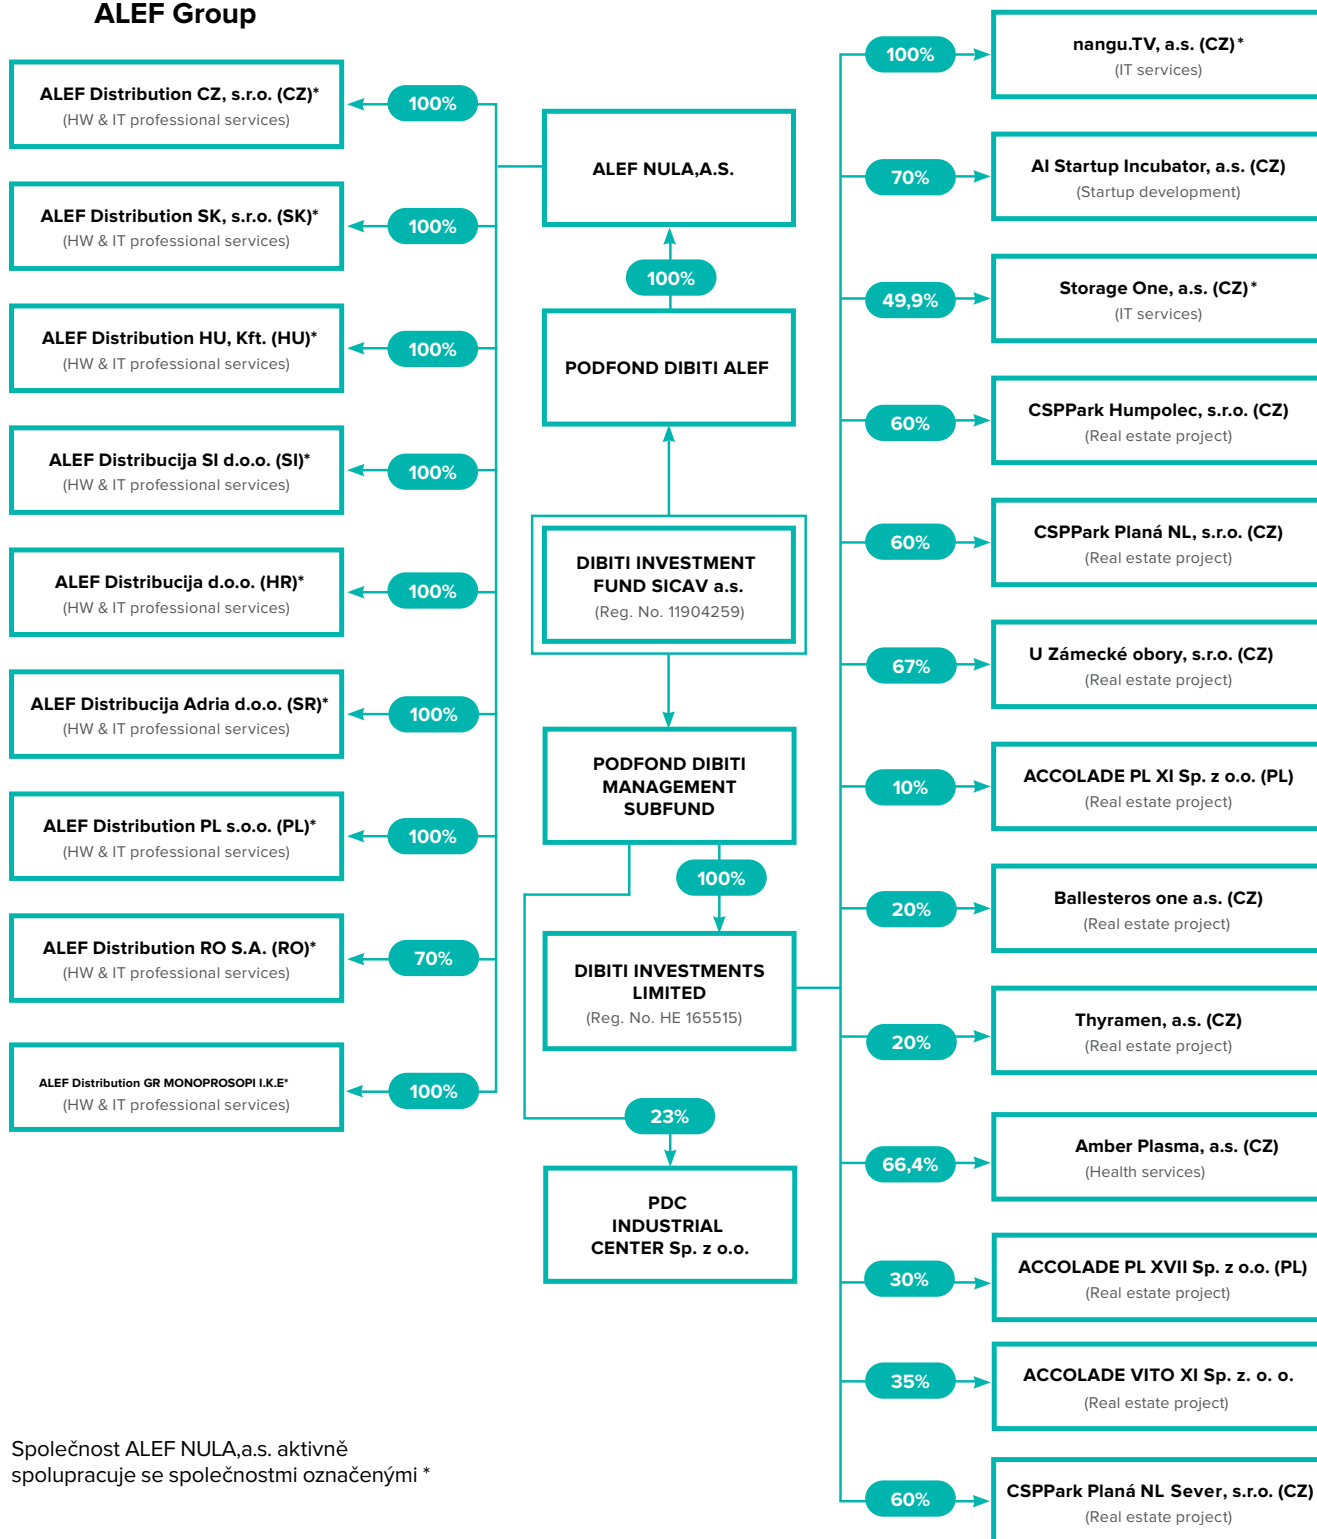 ALEF Group
ALEF Distribution CZ, s.r.o. (CZ)*
(HW & IT professional services)
100%
ALEF Distribution SK, s.r.o. (SK)*
(HW & IT professional services)
100%
ALEF Distribution HU, Kft. (HU)*
(HW & IT professional services)
100%
ALEF Distribucija SI d.o.o. (SI)*
(HW & IT professional services)
100%
ALEF Distribucija d.o.o. (HR)*
(HW & IT professional services)
100%
ALEF Distribucija Adria d.o.o. (SR)*
(HW & IT professional services)
100%
ALEF Distribution PL s.o.o. (PL)*
(HW & IT professional services)
100%
ALEF Distribution RO S.A. (RO)*
(HW & IT professional services)
70%
ALEF Distribution GR MONOPROSOPI I.K.E*
(HW & IT professional services)
100%
ALEF NULA,A.S.
100%
PODFOND DIBITI ALEF
DIBITI INVESTMENT
FUND SICAV a.s.
(Reg. No. 11904259)
PODFOND DIBITI
MANAGEMENT
SUBFUND
100%
DIBITI INVESTMENTS
LIMITED
(Reg. No. HE 165515)
23%
PDC
INDUSTRIAL
CENTER Sp. z o.o.
100%
nangu.TV, a.s. (CZ)*
(IT services)
70%
AI Startup Incubator, a.s. (CZ)
(Startup development)
49,9%
Storage One, a.s. (CZ)*
(IT services)
60%
CSPPark Humpolec, s.r.o. (CZ)
(Real estate project)
60%
CSPPark Planá NL, s.r.o. (CZ)
(Real estate project)
67%
U Zámecké obory, s.r.o. (CZ)
(Real estate project)
10%
ACCOLADE PL XI Sp. z o.o. (PL)
(Real estate project)
20%
Ballesteros one a.s. (CZ)
(Real estate project)
20%
Thyramen, a.s. (CZ)
(Real estate project)
66,4%
Amber Plasma, a.s. (CZ)
(Health services)
30%
ACCOLADE PL XVII Sp. z o.o. (PL)
(Real estate project)
35%
ACCOLADE VITO XI Sp. z. o. o.
(Real estate project)
60%
CSPPark Planá NL Sever, s.r.o. (CZ)
(Real estate project)
Společnost ALEF NULA,a.s. aktivně
spolupracuje se společnostmi označenými *